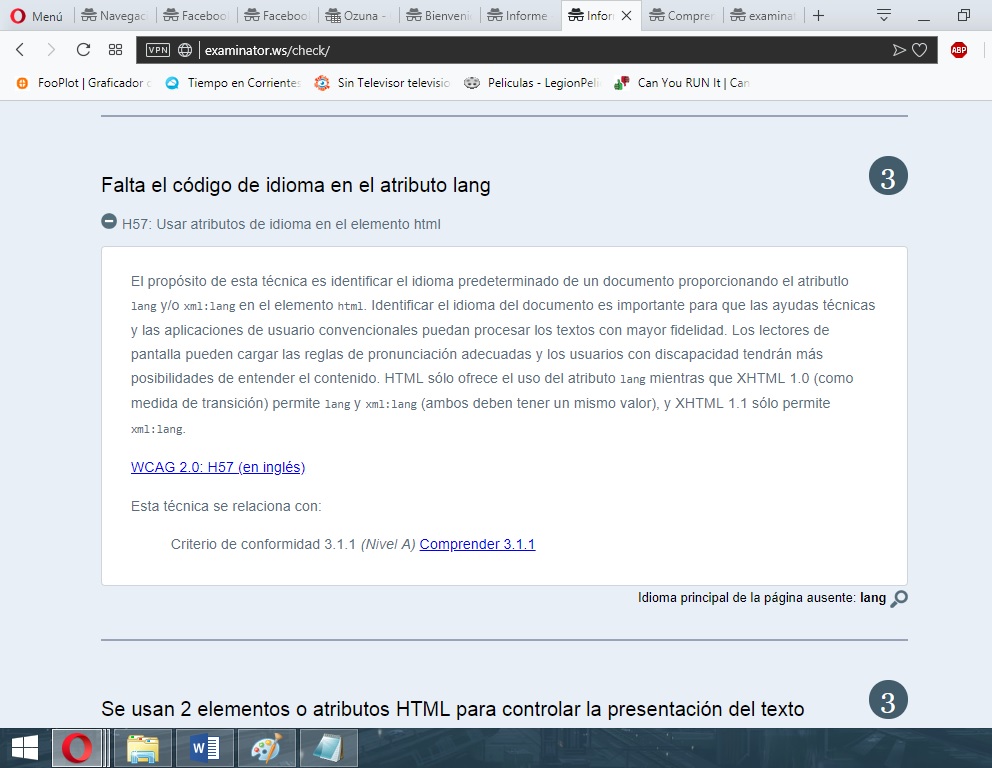 Menú Navegac Faceboo Faceboo Ozuna - Bienveni Informe Infor Compren examinat
VPN examinator.ws/check/ ABP
FooPlot | Graficador Tiempo en Corrientes Sin Televisor televisio Películas - LegionPeli Can You RUN It | Can
Falta el código de idioma en el atributo lang
3
H57: Usar atributos de idioma en el elemento html
El propósito de esta técnica es identificar el idioma predeterminado de un documento proporcionando el atributlo
lang y/o xml:lang en el elemento html. Identificar el idioma del documento es importante para que las ayudas técnicas
y las aplicaciones de usuario convencionales puedan procesar los textos con mayor fidelidad. Los lectores de
pantalla pueden cargar las reglas de pronunciación adecuadas y los usuarios con discapacidad tendrán más
posibilidades de entender el contenido. HTML sólo ofrece el uso del atributo lang mientras que XHTML 1.0 (como
medida de transición) permite lang y xml:lang (ambos deben tener un mismo valor), y XHTML 1.1 sólo permite
xml:lang.
WCAG 2.0: H57 (en inglés)
Esta técnica se relaciona con:
Criterio de conformidad 3.1.1 (Nivel A) Comprender 3.1.1
Idioma principal de la página ausente: lang
Se usan 2 elementos o atributos HTML para controlar la presentación del texto
3